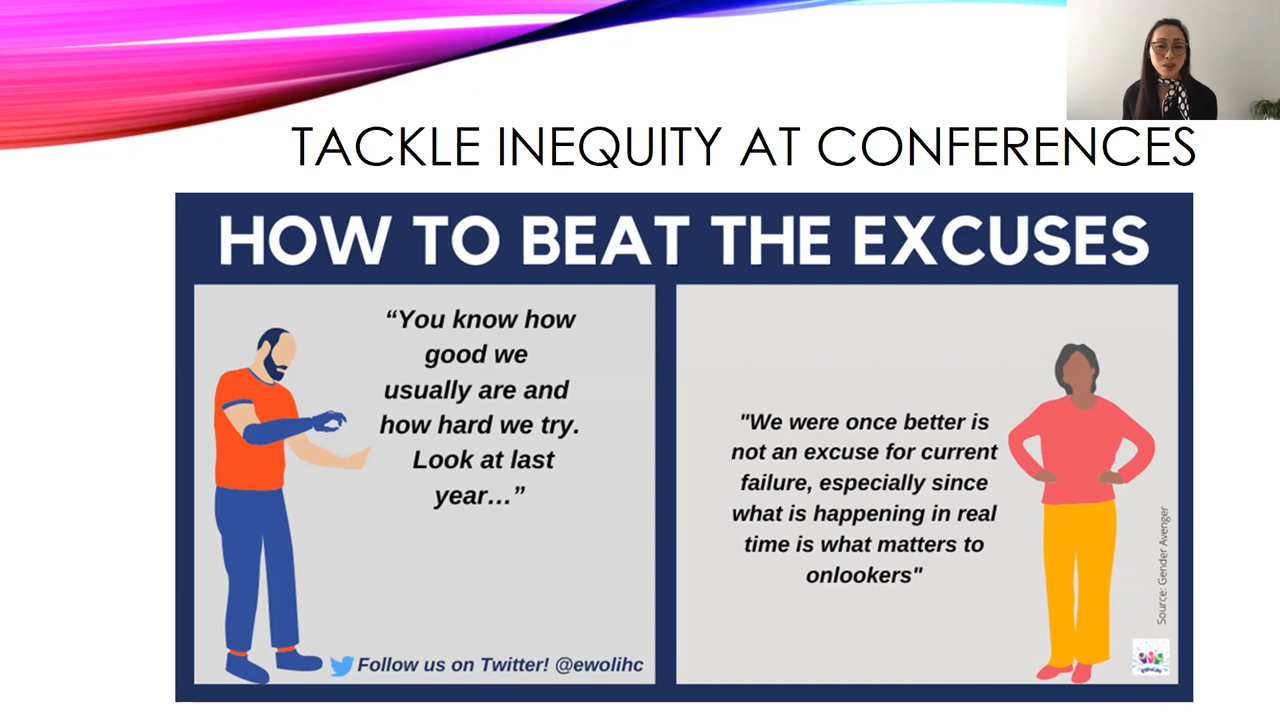 TACKLE INEQUITY AT CONFERENCES
HOW TO BEAT THE EXCUSES
“You know how
good we
usually are and
how hard we try.
Look at last
year…”
"We were once better is
not an excuse for current
failure, especially since
what is happening in real
time is what matters to
onlookers"
Source: Gender Avenger
Follow us on Twitter! @ewolihc